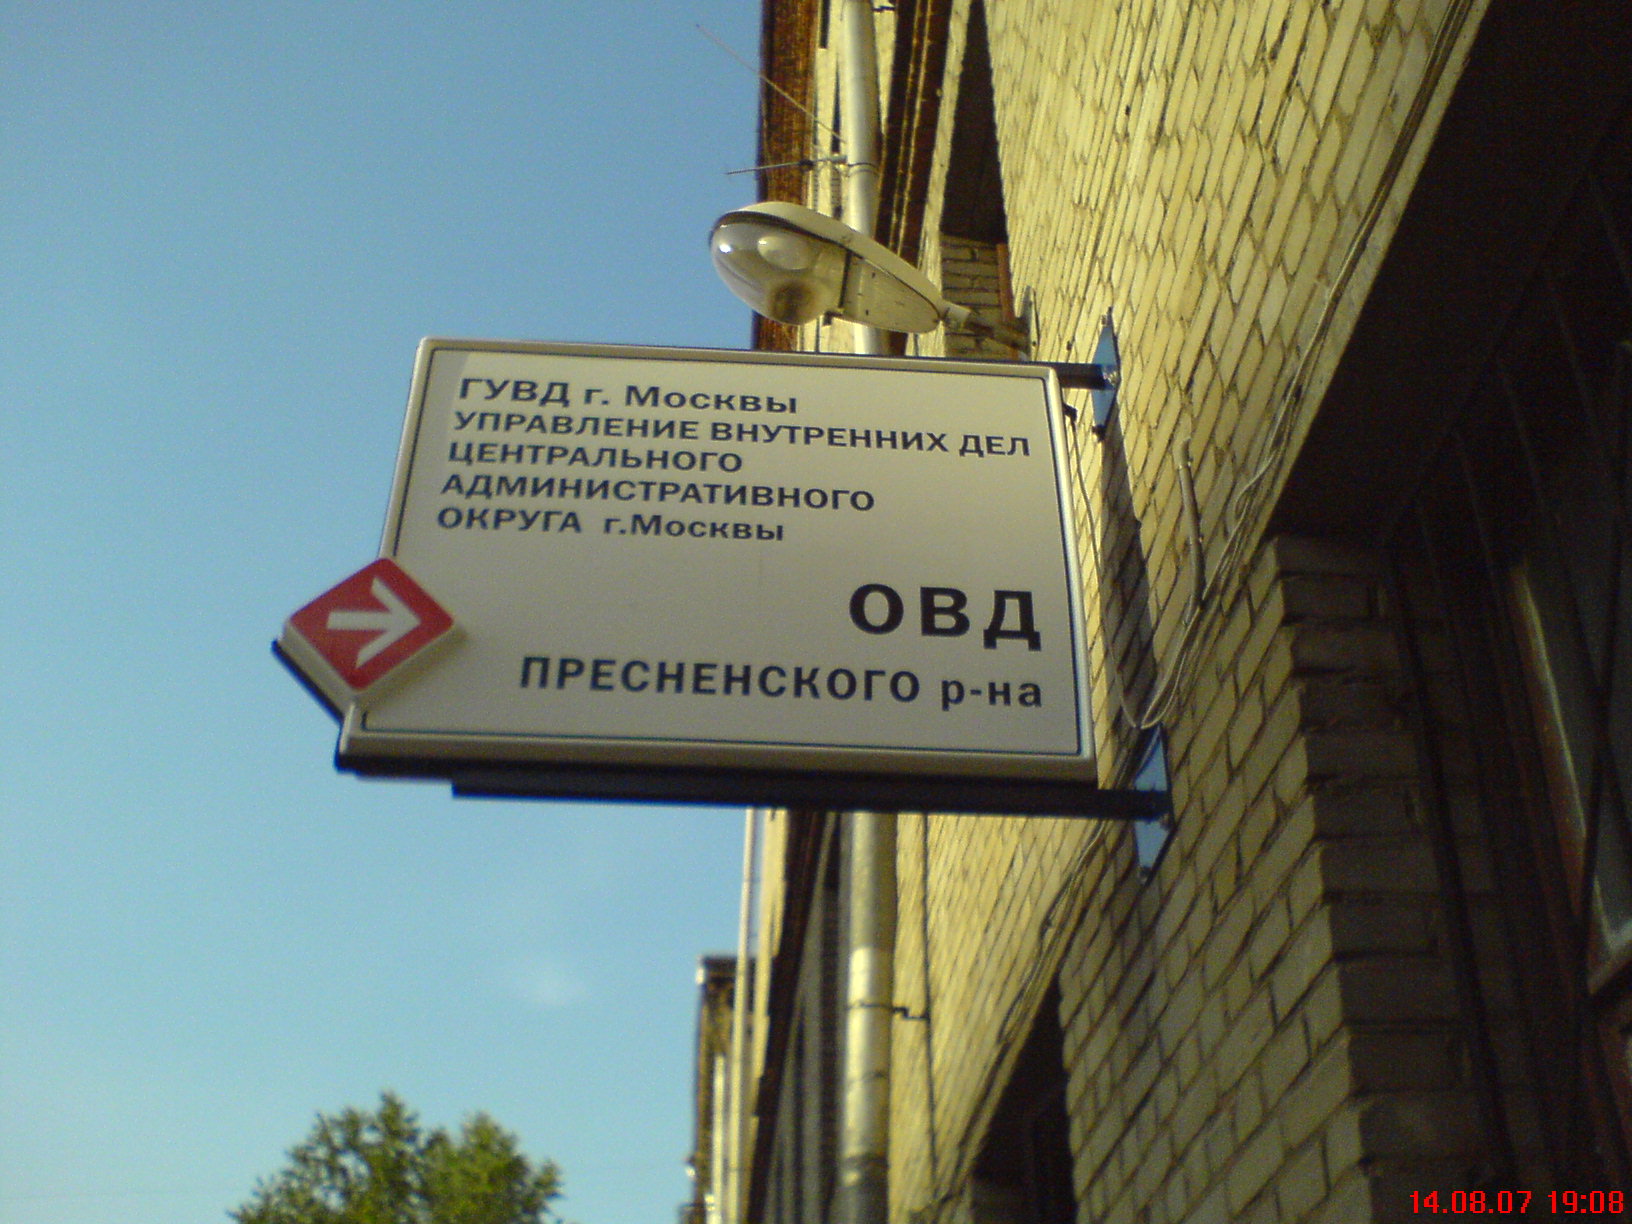 ГУВД г. Москвы
УПРАВЛЕНИЕ ВНУТРЕННИХ ДЕЛ
ЦЕНТРАЛЬНОГО
АДМИНИСТРАТИВНОГО
ОКРУГА г.Москвы
ОВД
ПРЕСНЕНСКОГО р-на
14.08.07 19:08